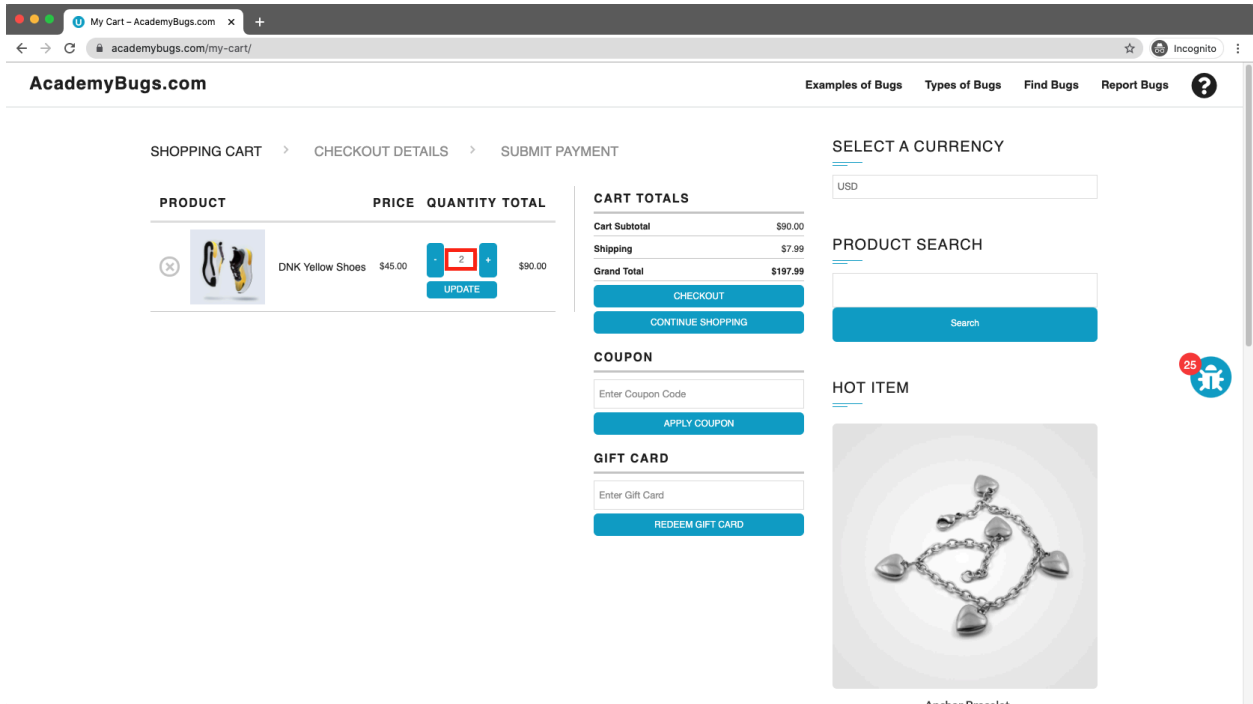 My Cart – AcademyBugs.com × +
academybugs.com/my-cart/
Incognito
AcademyBugs.com
Examples of Bugs Types of Bugs Find Bugs Report Bugs ?
SHOPPING CART > CHECKOUT DETAILS > SUBMIT PAYMENT
PRODUCT PRICE QUANTITY TOTAL
DNK Yellow Shoes $45.00 - 2 + $90.00
UPDATE
CART TOTALS
Cart Subtotal $90.00
Shipping $7.99
Grand Total $197.99
CHECKOUT
CONTINUE SHOPPING
COUPON
Enter Coupon Code
APPLY COUPON
GIFT CARD
Enter Gift Card
REDEEM GIFT CARD
SELECT A CURRENCY
USD
PRODUCT SEARCH
Search
HOT ITEM
25
Anchor Bracelet